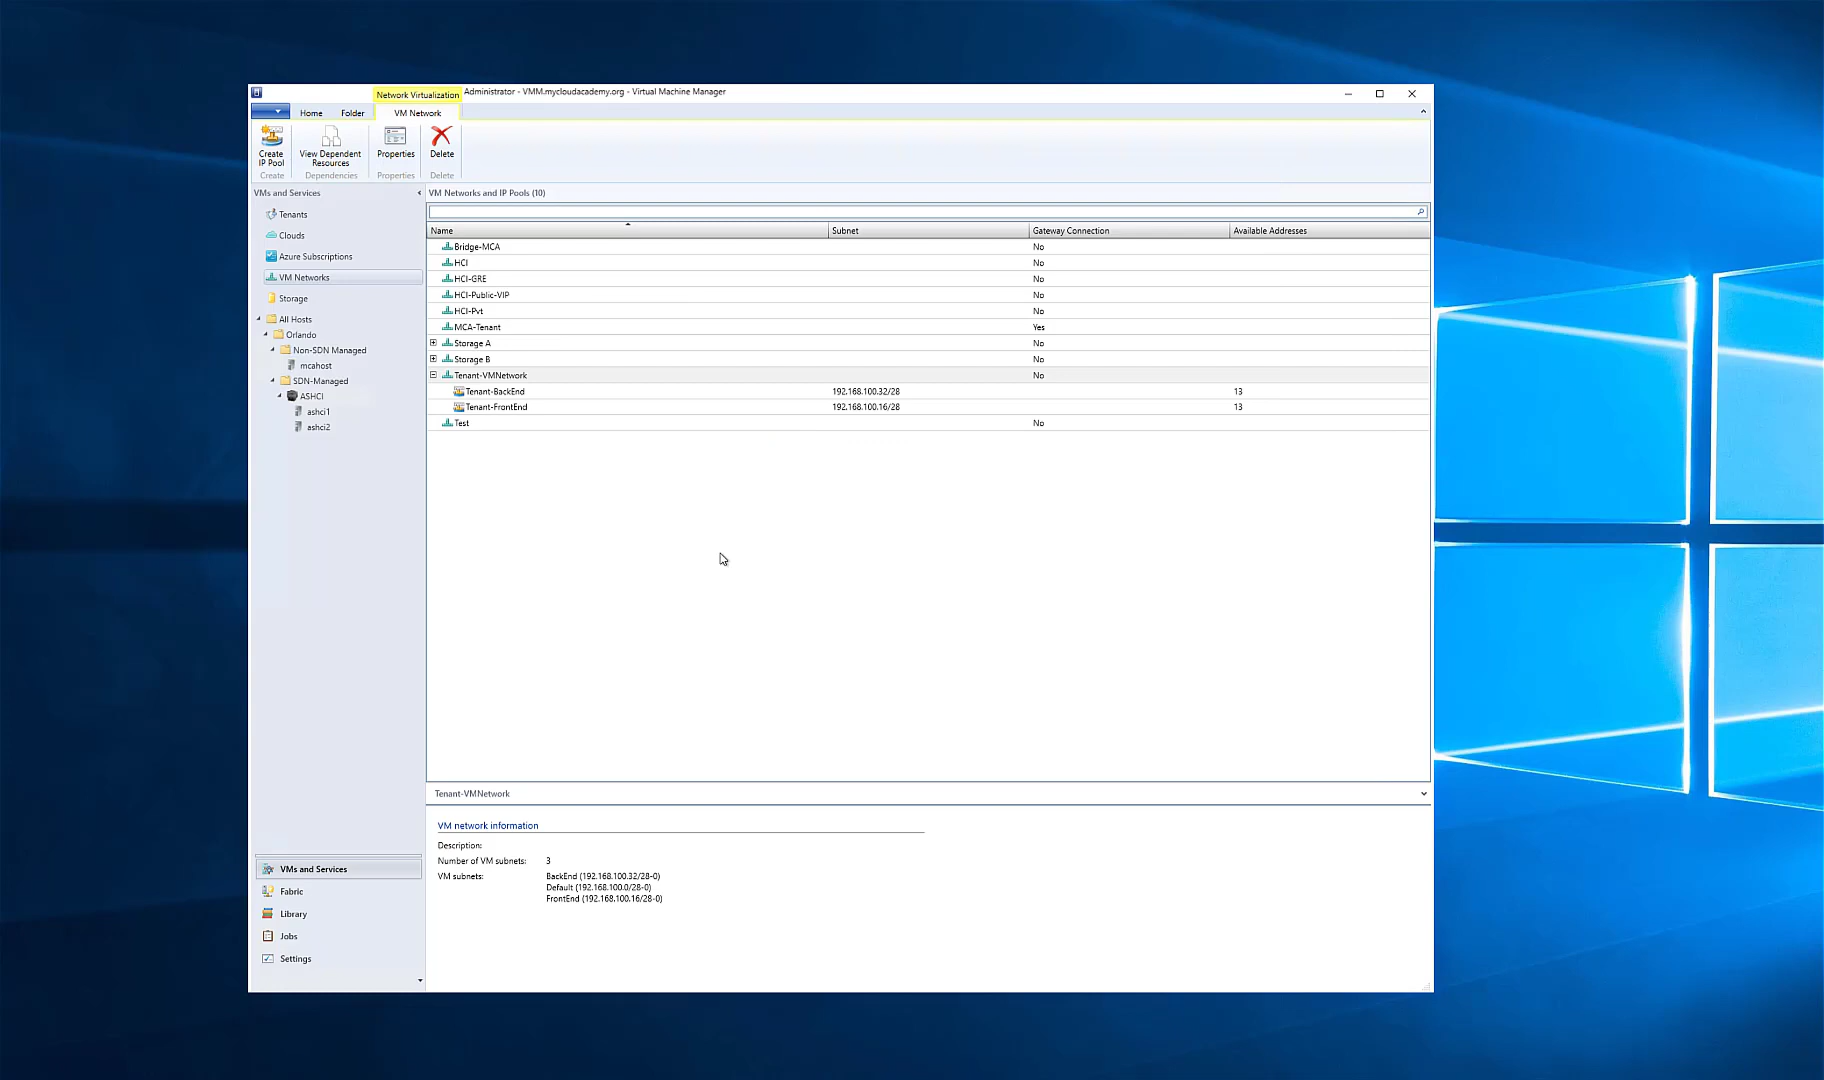 Network Virtualization Administrator - VMM.mycloudacademy.org - Virtual Machine Manager
Home Folder VM Network
Create IP Pool
View Dependent Resources
Properties
Delete
Create Dependencies Properties Delete
VMs and Services
Tenants
Clouds
Azure Subscriptions
VM Networks
Storage
All Hosts
Orlando
Non-SDN Managed
mcahost
SDN-Managed
ASHCI
ashci1
ashci2
VM Networks and IP Pools (10)
Name Subnet Gateway Connection Available Addresses
Bridge-MCA No
HCI No
HCI-GRE No
HCI-Public-VIP No
HCI-Pvt No
MCA-Tenant Yes
Storage A No
Storage B No
Tenant-VMNetwork No
Tenant-BackEnd 192.168.100.32/28 13
Tenant-FrontEnd 192.168.100.16/28 13
Test No
Tenant-VMNetwork
VM network information
Description:
Number of VM subnets: 3
VM subnets: BackEnd (192.168.100.32/28-0)
Default (192.168.100.0/28-0)
FrontEnd (192.168.100.16/28-0)
VMs and Services
Fabric
Library
Jobs
Settings